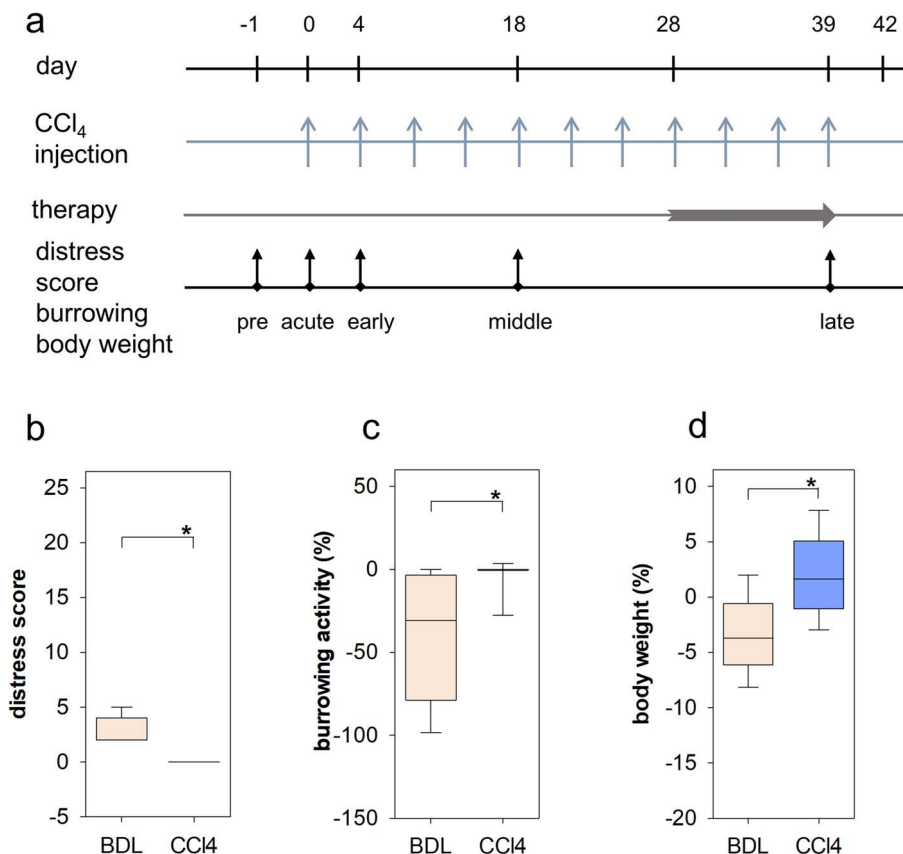 a
-1 0 4 18 28 39 42
day
CCl₄
injection
therapy
distress
score
burrowing
body weight
pre acute early middle late
b
distress score
25
20
15
10
5
0
-5
*
BDL CCl4
c
burrowing activity (%)
50
0
-50
-100
-150
*
BDL CCl4
d
body weight (%)
10
5
0
-5
-10
-15
-20
*
BDL CCl4